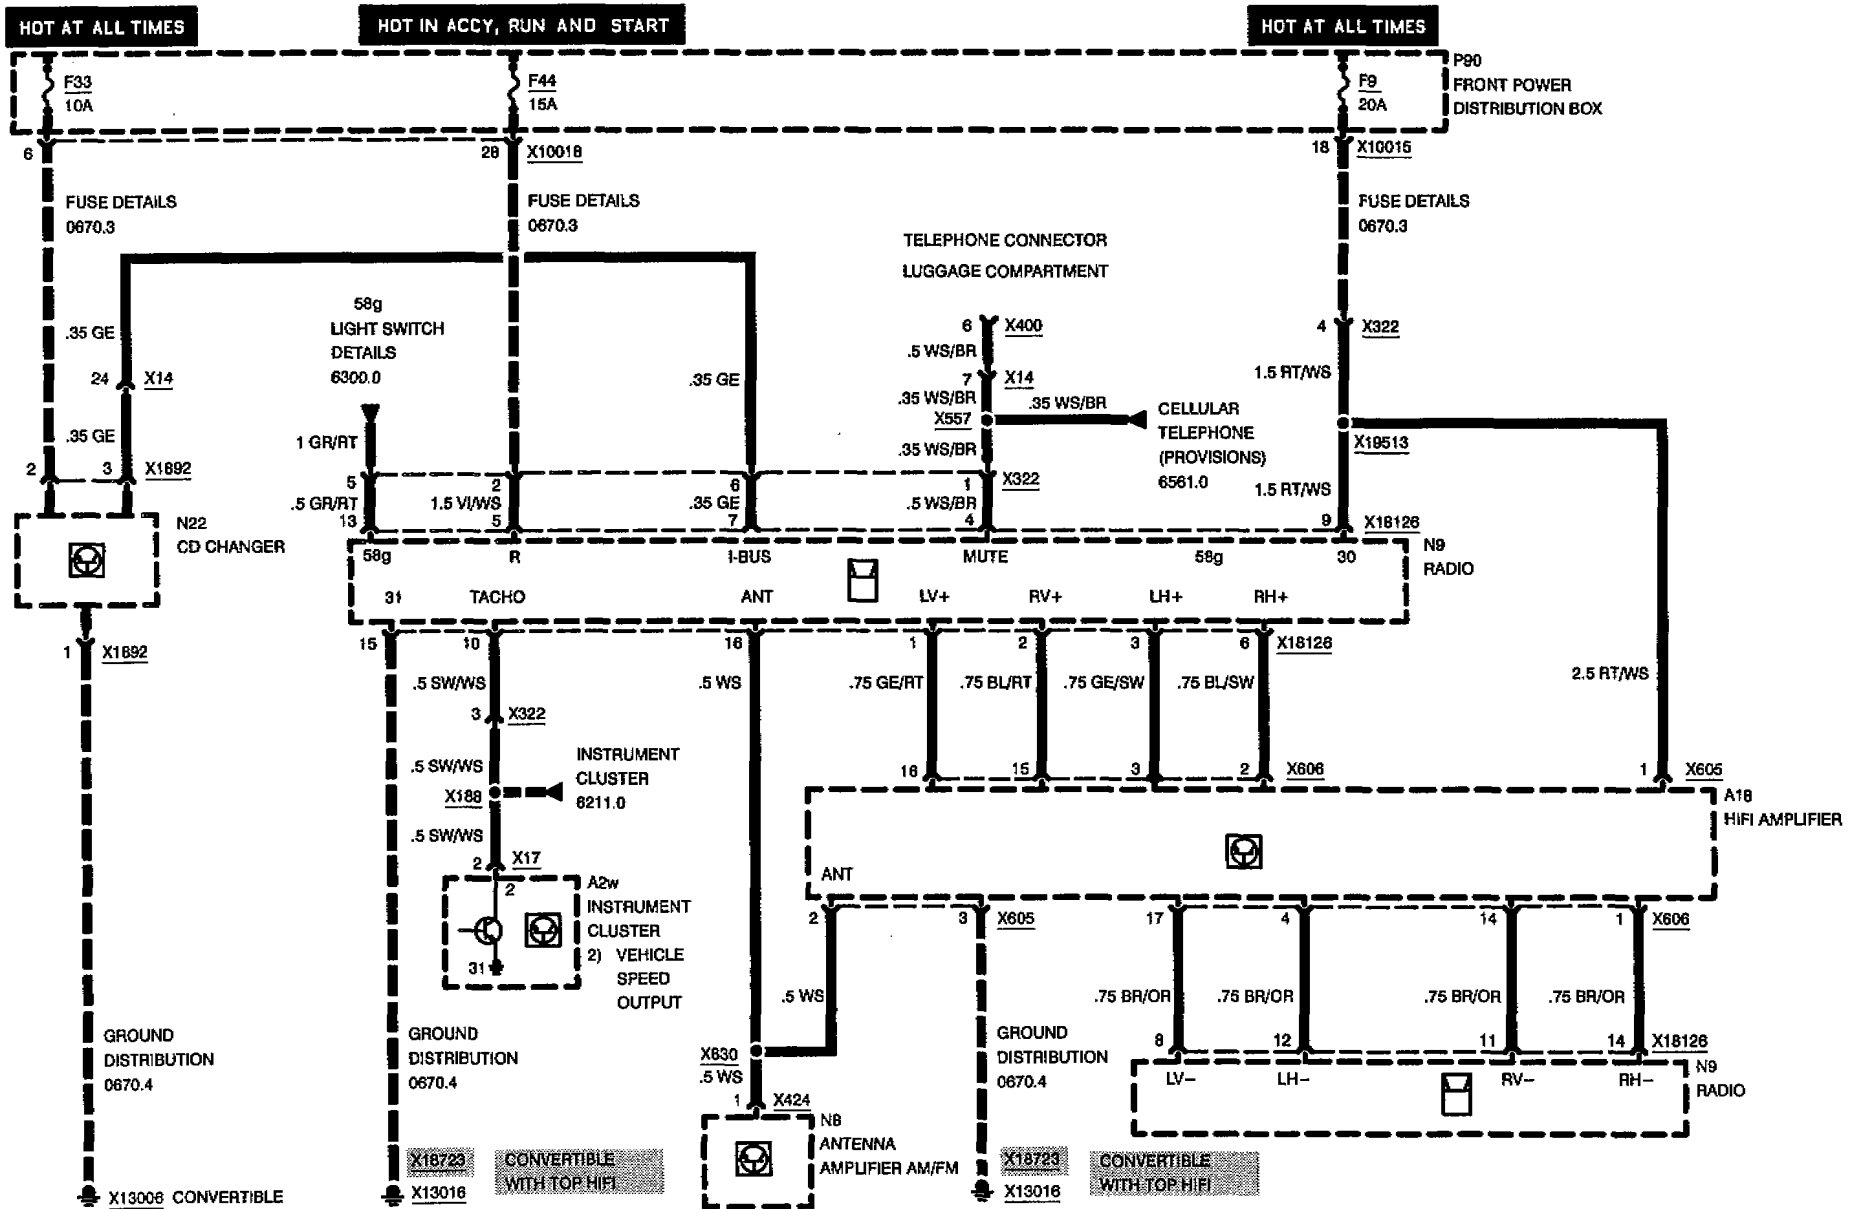 HOT AT ALL TIMES
HOT IN ACCY, RUN AND START
HOT AT ALL TIMES
F33
10A
F44
15A
F9
20A
P90
FRONT POWER
DISTRIBUTION BOX
6
28
X10018
18
X10015
FUSE DETAILS
0670.3
FUSE DETAILS
0670.3
FUSE DETAILS
0670.3
TELEPHONE CONNECTOR
LUGGAGE COMPARTMENT
58g
LIGHT SWITCH
DETAILS
6300.0
.35 GE
24
X14
.35 GE
2
3
X1892
N22
CD CHANGER
1
X1892
1 GR/RT
5
.5 GR/RT
13
2
1.5 VI/WS
5
.35 GE
6
.35 GE
7
6
X400
.5 WS/BR
7
X14
.35 WS/BR
X557
.35 WS/BR
.35 WS/BR
CELLULAR
TELEPHONE
(PROVISIONS)
6561.0
1
X322
.5 WS/BR
4
4
X322
1.5 RT/WS
X19513
1.5 RT/WS
9
X18126
58g
R
I-BUS
MUTE
58g
30
N9
RADIO
31
TACHO
ANT
LV+
RV+
LH+
RH+
15
10
16
1
2
3
6
X18126
.5 SW/WS
.5 WS
.75 GE/RT
.75 BL/RT
.75 GE/SW
.75 BL/SW
2.5 RT/WS
3
X322
.5 SW/WS
INSTRUMENT
CLUSTER
6211.0
X188
.5 SW/WS
2
X17
16
15
3
2
X606
1
X605
A18
HIFI AMPLIFIER
ANT
2
A2w
INSTRUMENT
CLUSTER
2) VEHICLE
SPEED
OUTPUT
31
2
3
X605
17
4
14
1
X606
.5 WS
.75 BR/OR
.75 BR/OR
.75 BR/OR
.75 BR/OR
GROUND
DISTRIBUTION
0670.4
GROUND
DISTRIBUTION
0670.4
GROUND
DISTRIBUTION
0670.4
X830
.5 WS
8
12
11
14
X18126
LV−
LH−
RV−
RH−
N9
RADIO
1
X424
N8
ANTENNA
AMPLIFIER AM/FM
X13006 CONVERTIBLE
X18723
X13016
CONVERTIBLE
WITH TOP HIFI
X18723
X13016
CONVERTIBLE
WITH TOP HIFI